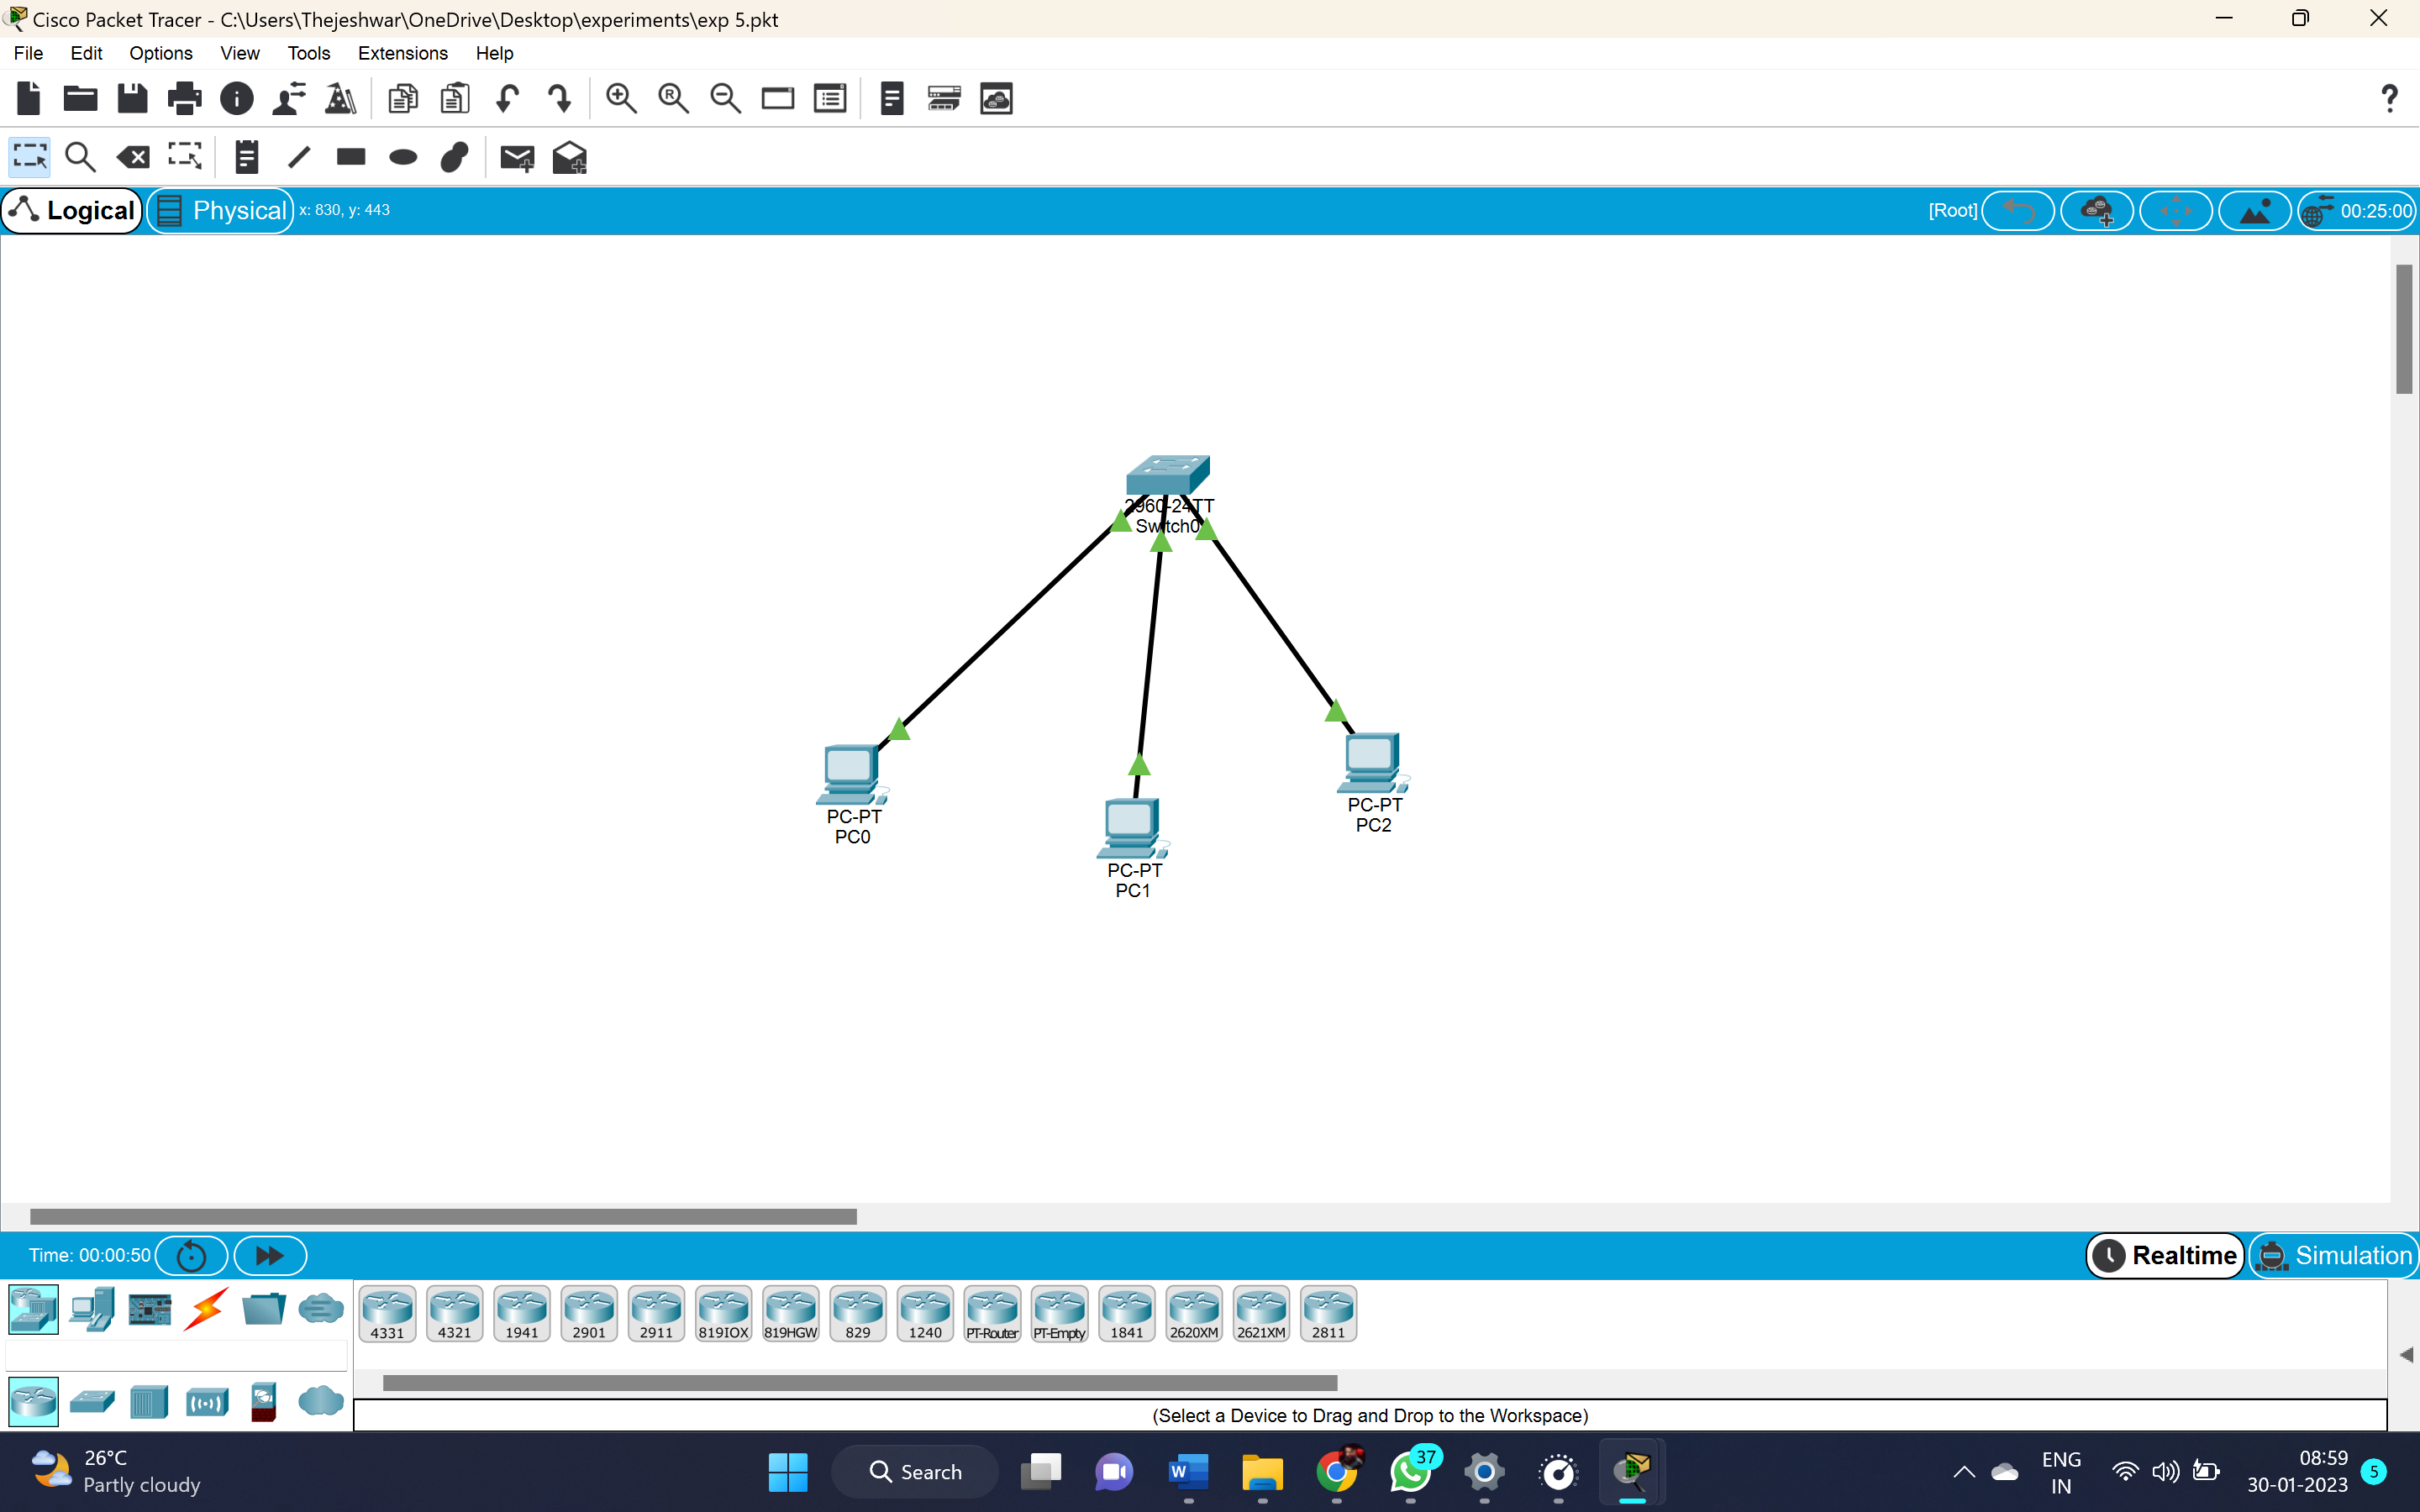 Cisco Packet Tracer - C:\Users\Thejeshwar\OneDrive\Desktop\experiments\exp 5.pkt
File Edit Options View Tools Extensions Help
Logical Physical x: 830, y: 443 [Root] 00:25:00
2960-24TT
Switch0
PC-PT
PC0
PC-PT
PC1
PC-PT
PC2
Time: 00:00:50 Realtime Simulation
4331 4321 1941 2901 2911 819IOX 819HGW 829 1240 PT-Router PT-Empty 1841 2620XM 2621XM 2811
(Select a Device to Drag and Drop to the Workspace)
26°C
Partly cloudy
Search
37
ENG
IN
08:59
30-01-2023
5